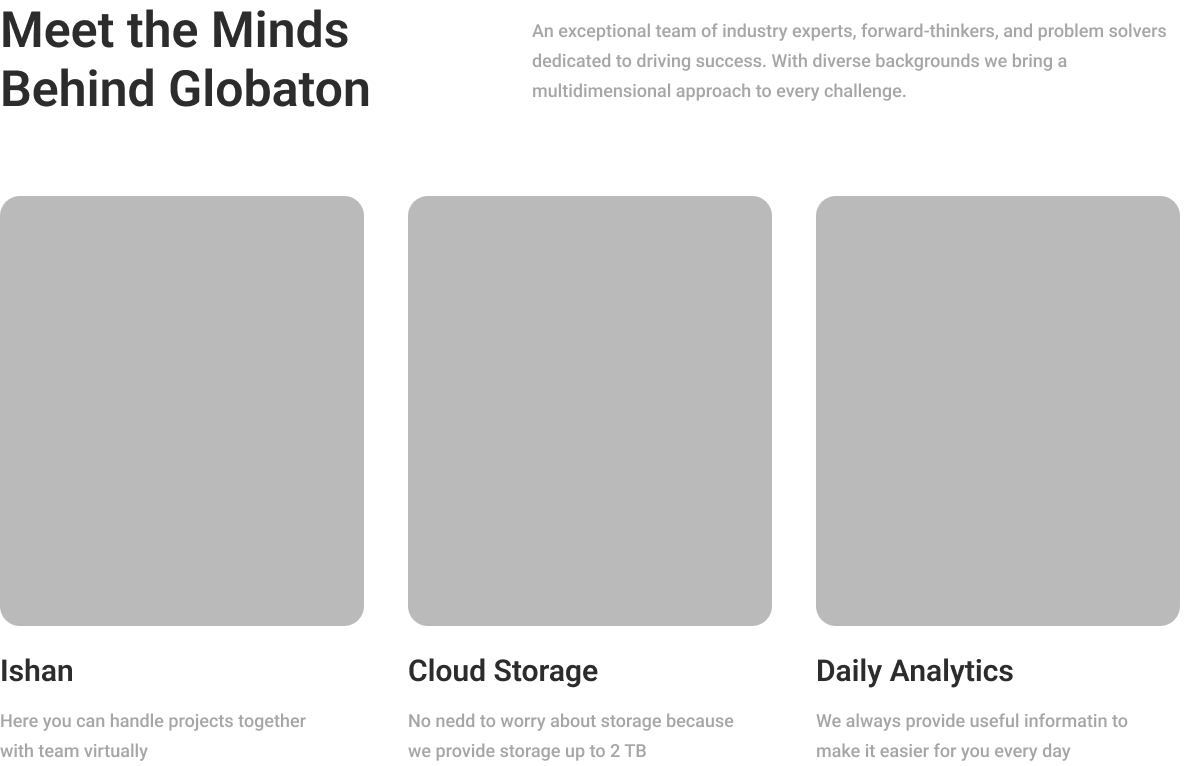 Meet the Minds
Behind Globaton
An exceptional team of industry experts, forward-thinkers, and problem solvers
dedicated to driving success. With diverse backgrounds we bring a
multidimensional approach to every challenge.
Ishan
Here you can handle projects together
with team virtually
Cloud Storage
No nedd to worry about storage because
we provide storage up to 2 TB
Daily Analytics
We always provide useful informatin to
make it easier for you every day